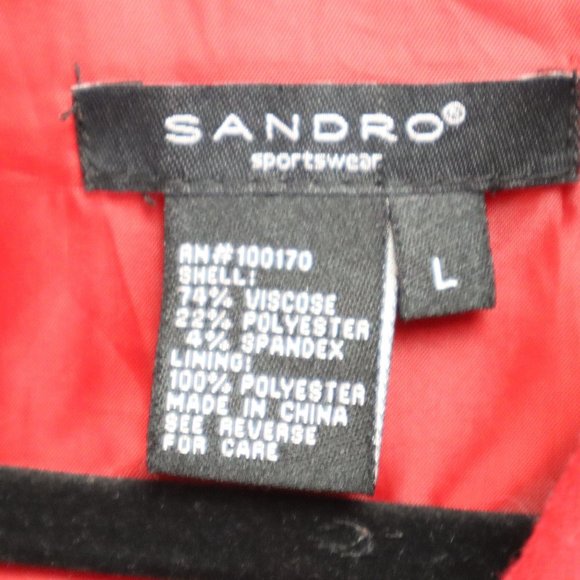 SANDRO®
sportswear
L
RN#100170
SHELL:
74% VISCOSE
22% POLYESTER
4% SPANDEX
LINING:
100% POLYESTER
MADE IN CHINA
SEE REVERSE
FOR CARE